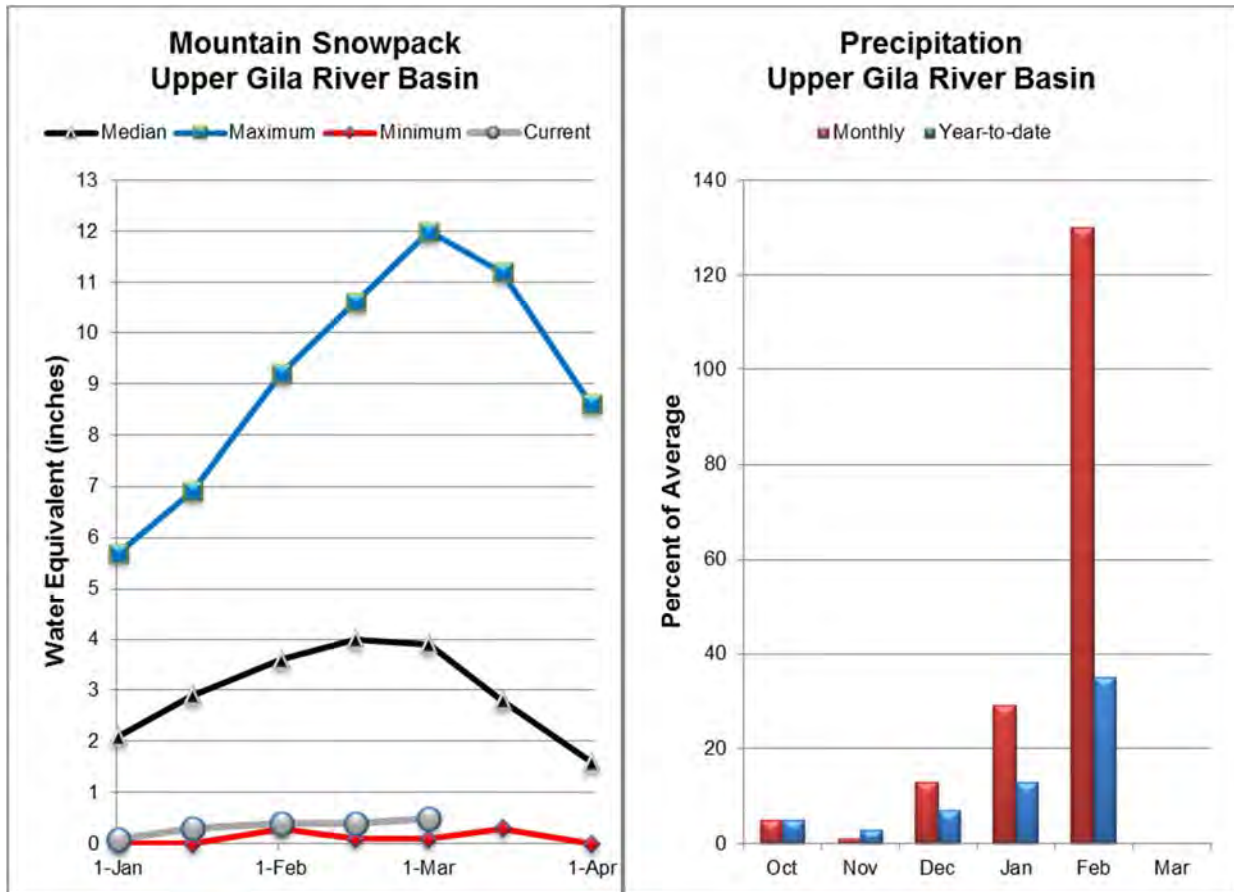 Mountain Snowpack
Upper Gila River Basin
Median Maximum Minimum Current
13
12
11
10
9
8
7
6
5
4
3
2
1
0
Water Equivalent (inches)
1-Jan 1-Feb 1-Mar 1-Apr
Precipitation
Upper Gila River Basin
Monthly Year-to-date
140
120
100
80
60
40
20
0
Percent of Average
Oct Nov Dec Jan Feb Mar